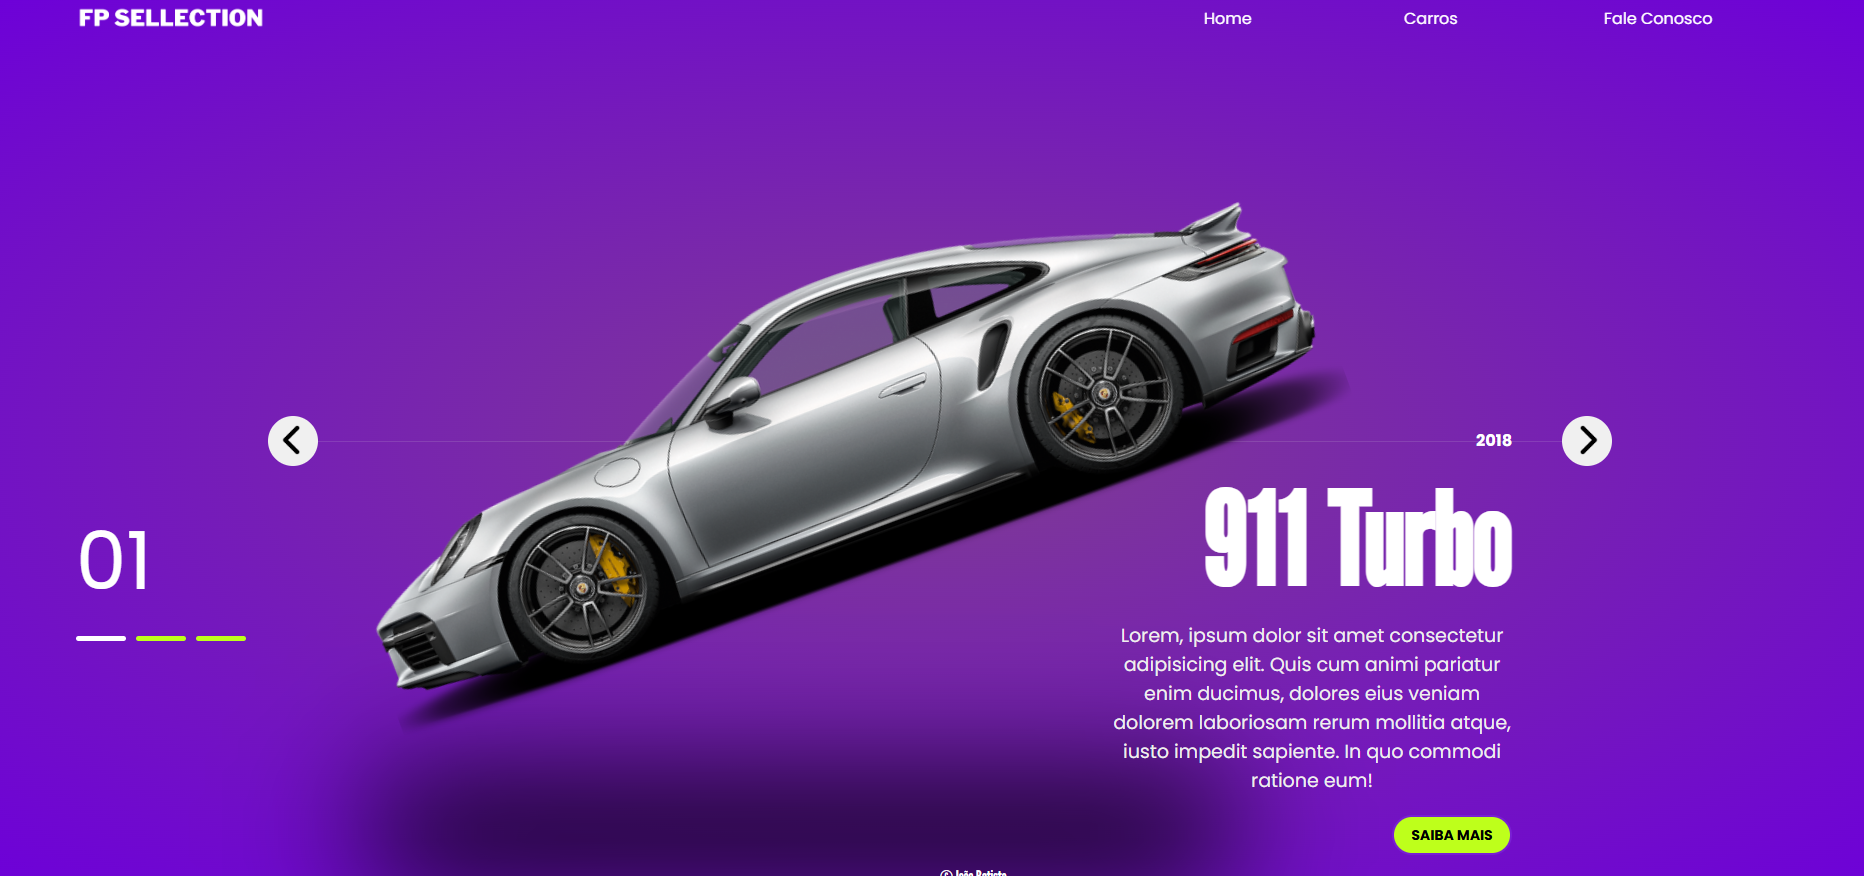 FP SELLECTION
Home
Carros
Fale Conosco
2018
911 Turbo
01
Lorem, ipsum dolor sit amet consectetur
adipisicing elit. Quis cum animi pariatur
enim ducimus, dolores eius veniam
dolorem laboriosam rerum mollitia atque,
iusto impedit sapiente. In quo commodi
ratione eum!
SAIBA MAIS
© João Batista